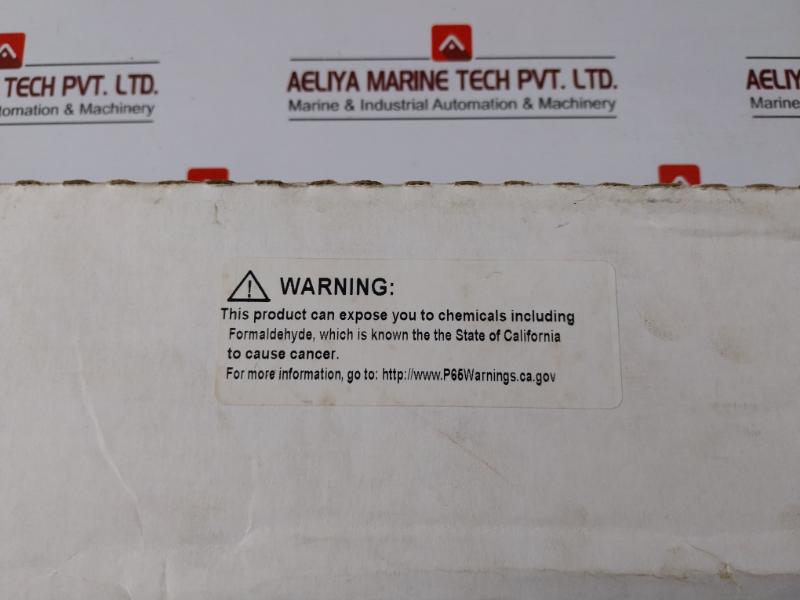 TECH PVT. LTD.
AELIYA MARINE TECH PVT. LTD.
AELIY
tomation & Machinery
Marine & Industrial Automation & Machinery
Marine
WARNING:
This product can expose you to chemicals including
Formaldehyde, which is known the the State of California
to cause cancer.
For more information, go to: http://www.P65Warnings.ca.gov